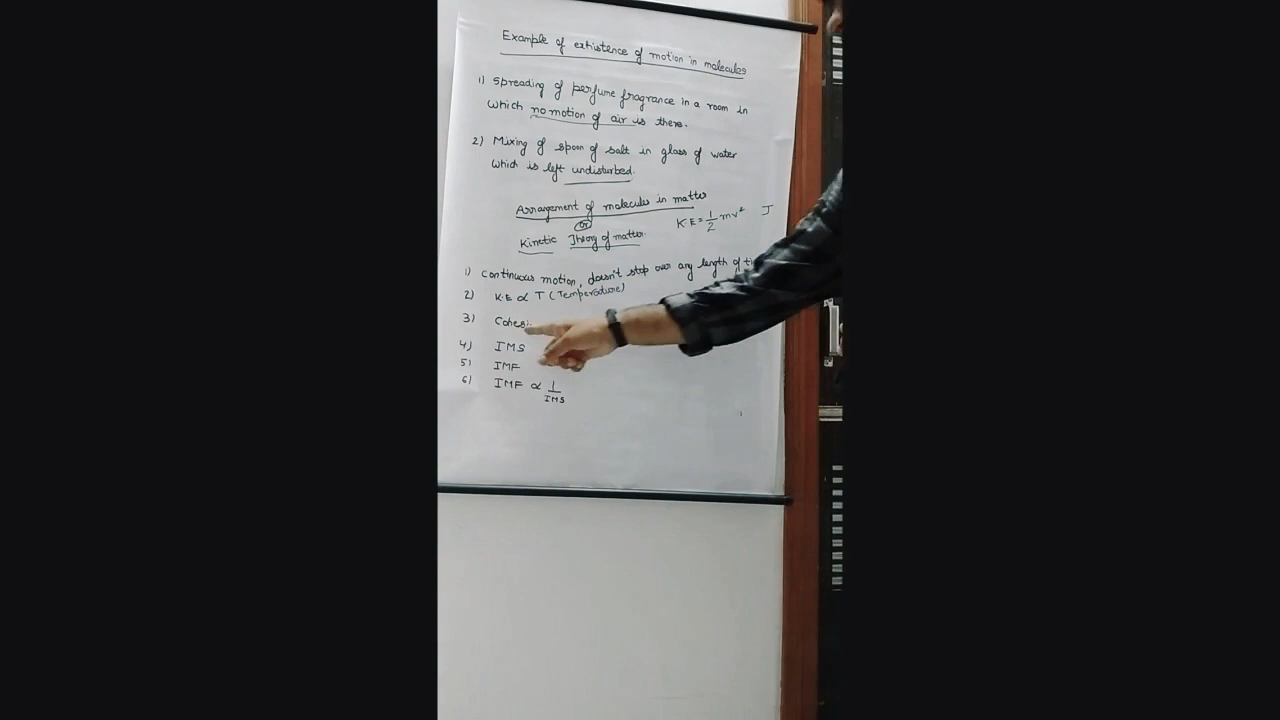 Example of exhistence of motion in molecules
1) Spreading of perfume fragrance in a room in
which no motion of air is there.
2) Mixing of spoon of salt in glass of water
which is left undisturbed.
Arrangement of molecules in matter
(or)
Kinetic Theory of matter.
K.E = 1/2 mv² J
1) Continuous motion, doesn't stop over any length of
2) K.E ∝ T (Temperature)
3)
4) IMS
5) IMF
6) IMF ∝ 1/IMS